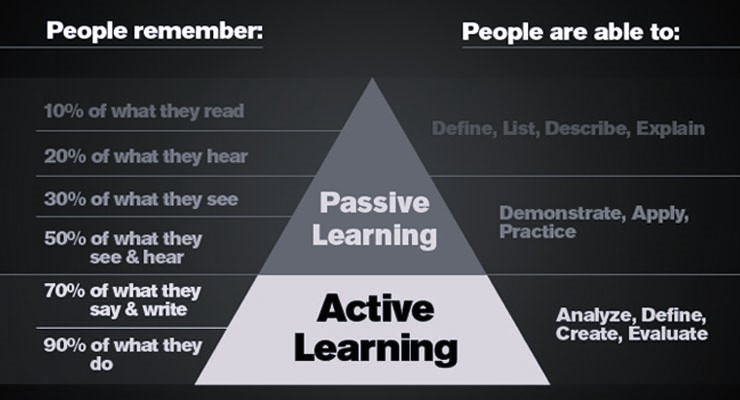 People remember:
People are able to:
10% of what they read
20% of what they hear
30% of what they see
50% of what they
see & hear
70% of what they
say & write
90% of what they
do
Passive
Learning
Active
Learning
Define, List, Describe, Explain
Demonstrate, Apply,
Practice
Analyze, Define,
Create, Evaluate